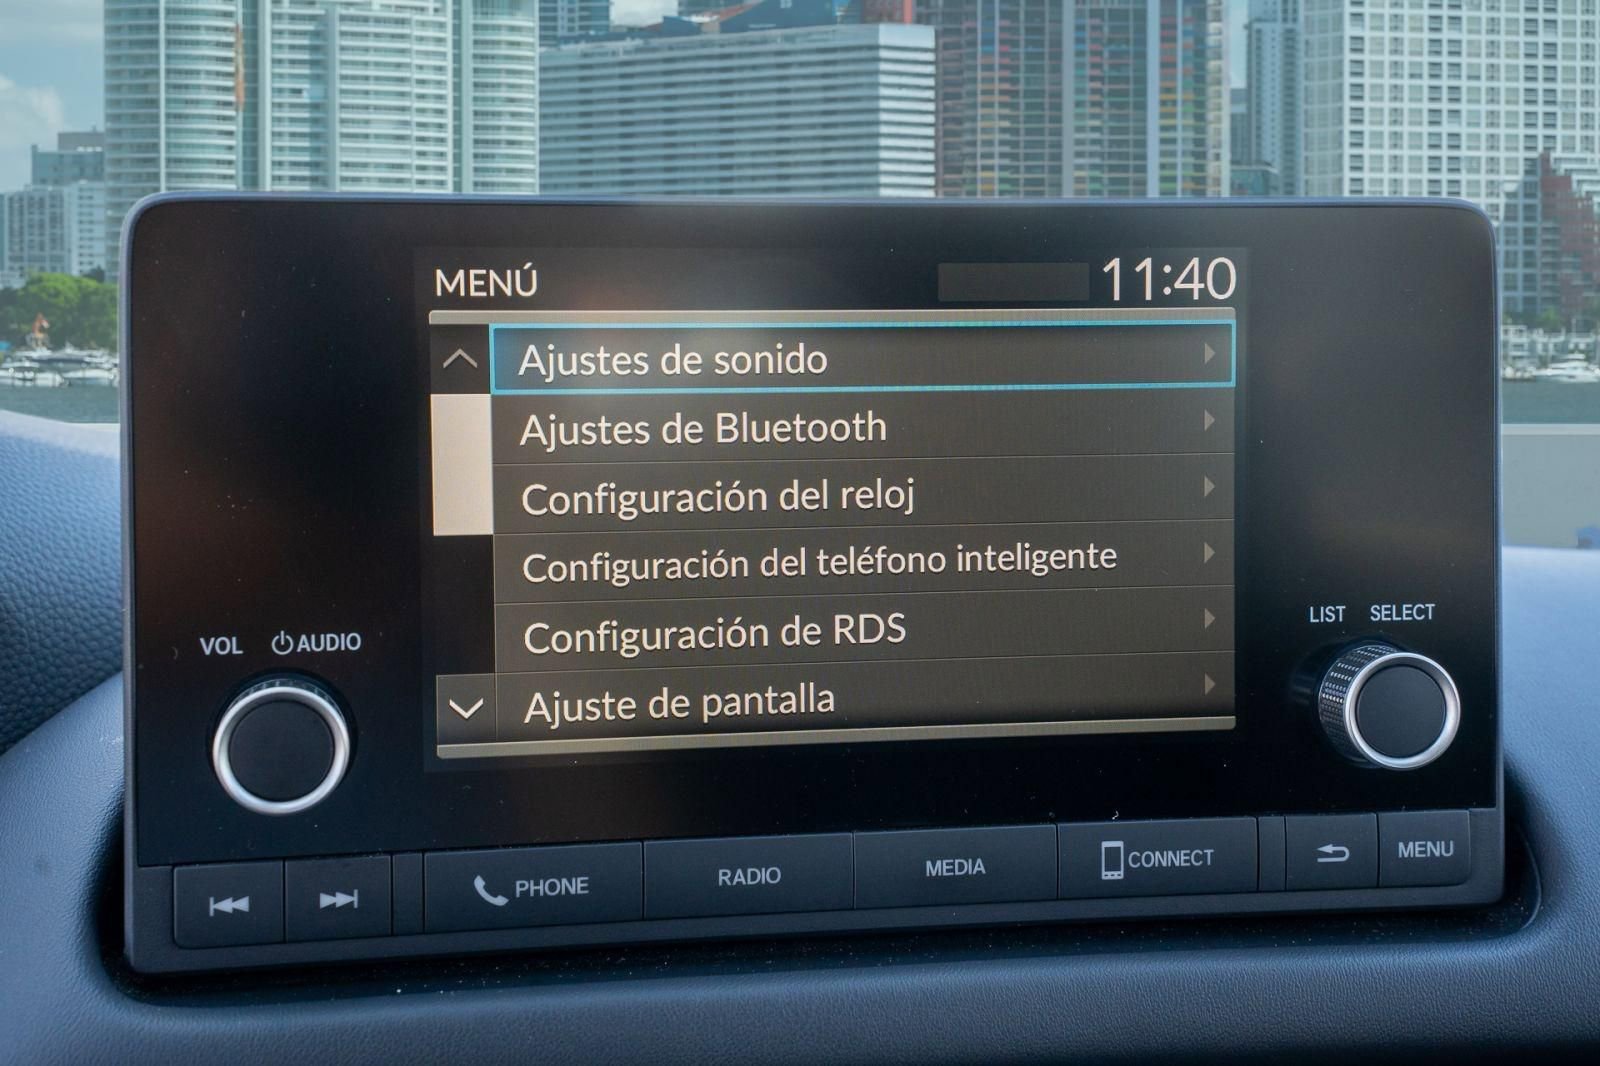 MENÚ 11:40
Ajustes de sonido
Ajustes de Bluetooth
Configuración del reloj
Configuración del teléfono inteligente
Configuración de RDS
Ajuste de pantalla
VOL AUDIO
LIST SELECT
PHONE
RADIO
MEDIA
CONNECT
MENU